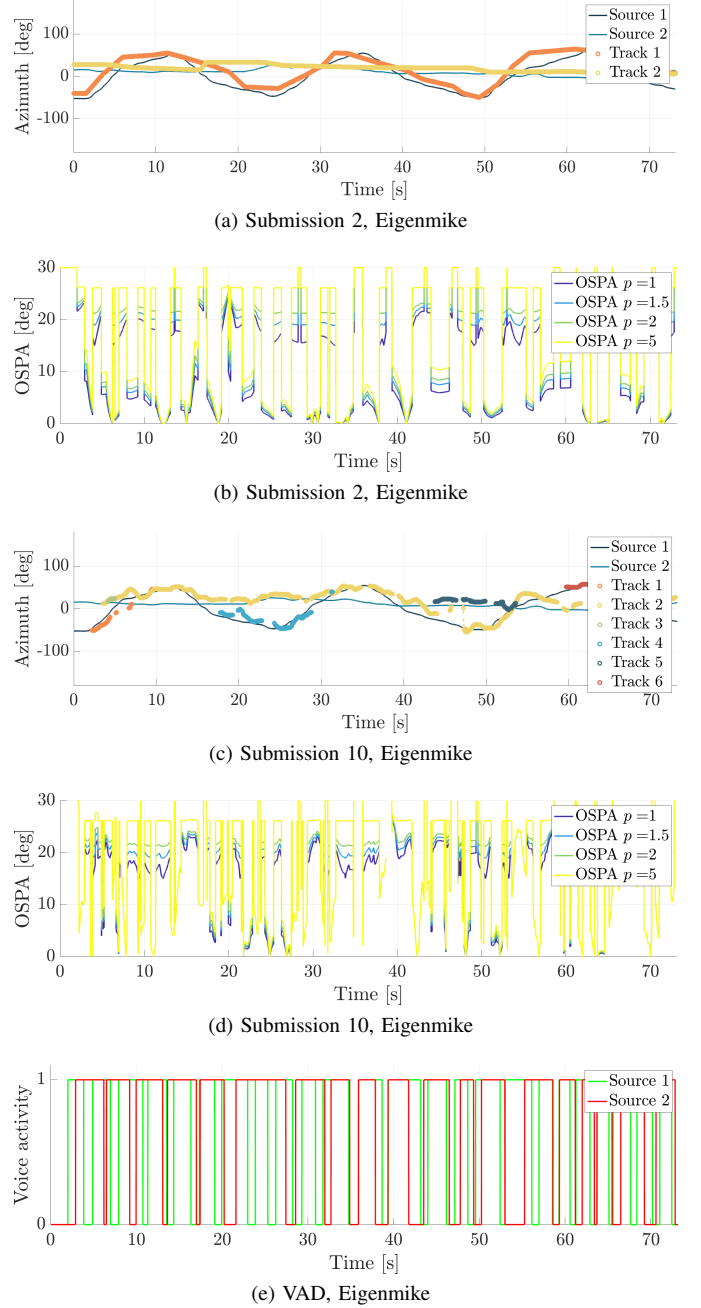 100
0
-100
Azimuth [deg]
Source 1
Source 2
Track 1
Track 2
0 10 20 30 40 50 60 70
Time [s]
(a) Submission 2, Eigenmike
30
20
10
0
OSPA [deg]
OSPA p =1
OSPA p =1.5
OSPA p =2
OSPA p =5
0 10 20 30 40 50 60 70
Time [s]
(b) Submission 2, Eigenmike
100
0
-100
Azimuth [deg]
Source 1
Source 2
Track 1
Track 2
Track 3
Track 4
Track 5
Track 6
0 10 20 30 40 50 60 70
Time [s]
(c) Submission 10, Eigenmike
30
20
10
0
OSPA [deg]
OSPA p =1
OSPA p =1.5
OSPA p =2
OSPA p =5
0 10 20 30 40 50 60 70
Time [s]
(d) Submission 10, Eigenmike
1
0
Voice activity
Source 1
Source 2
0 10 20 30 40 50 60 70
Time [s]
(e) VAD, Eigenmike